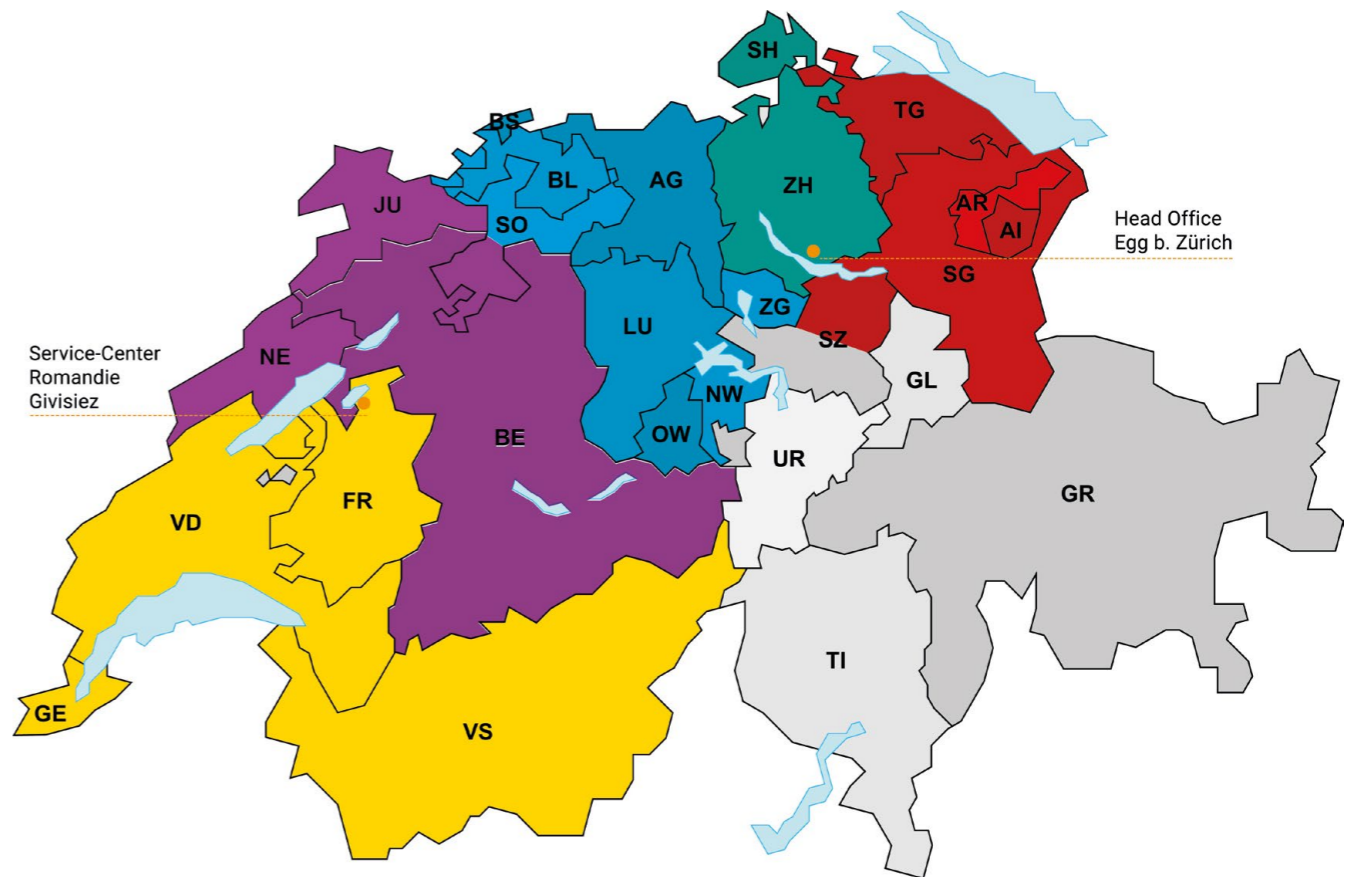 SH
BS
TG
BL
AG
ZH
JU
AR
SO
AI
Head Office
Egg b. Zürich
SG
ZG
LU
SZ
Service-Center
Romandie
Givisiez
NE
GL
NW
BE
OW
UR
GR
FR
VD
TI
GE
VS